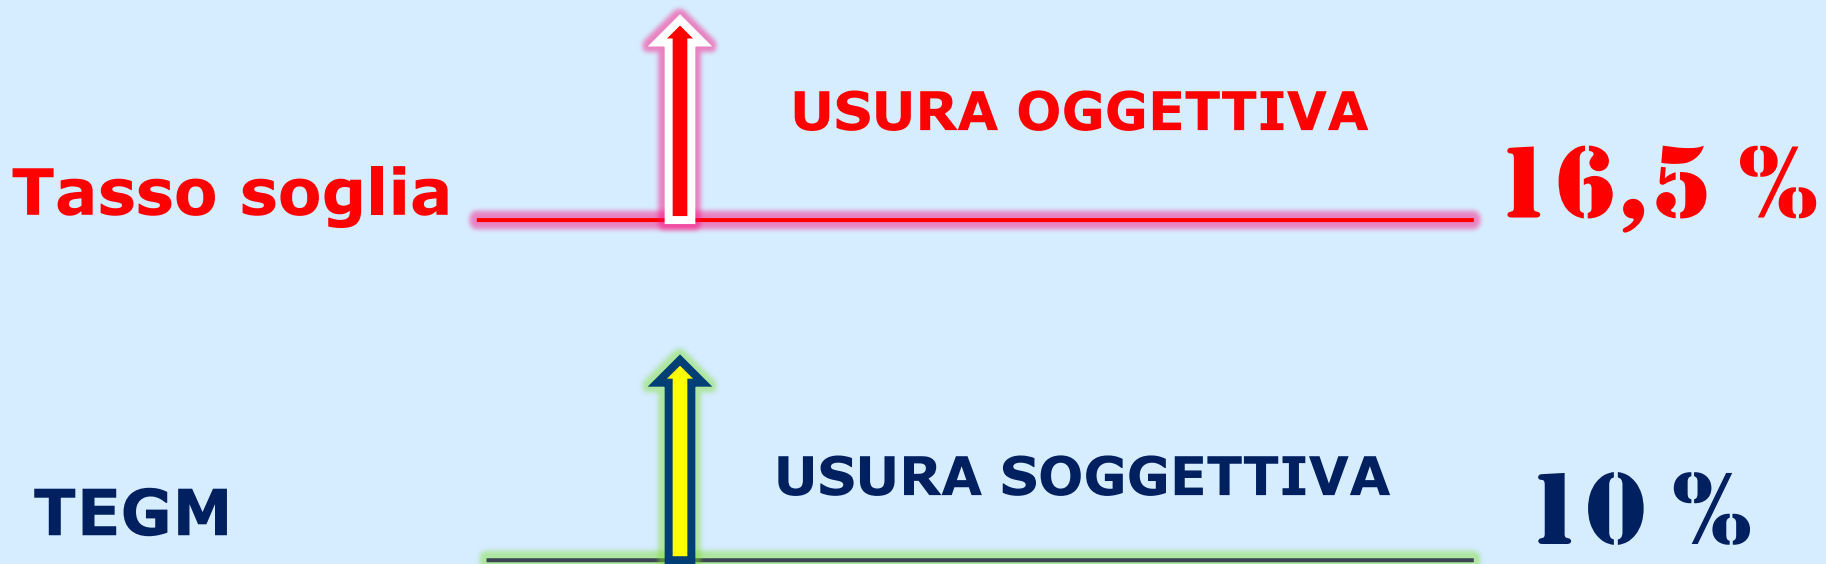 USURA OGGETTIVA
Tasso soglia
16,5 %
USURA SOGGETTIVA
TEGM
10 %